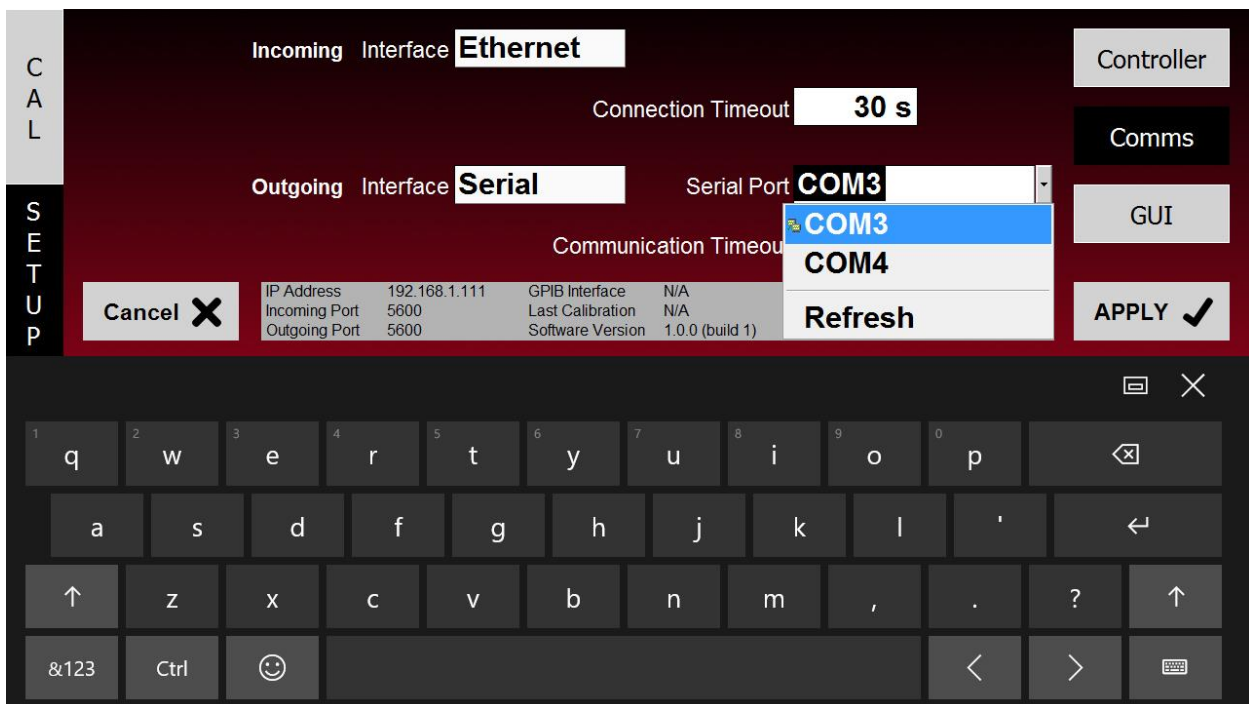 CAL
SETUP
Incoming Interface Ethernet
Connection Timeout 30 s
Outgoing Interface Serial Serial Port COM3
COM3
COM4
Refresh
Communication Timeou
Cancel
IP Address 192.168.1.111 GPIB Interface N/A
Incoming Port 5600 Last Calibration N/A
Outgoing Port 5600 Software Version 1.0.0 (build 1)
Controller
Comms
GUI
APPLY
1 q 2 w 3 e 4 r 5 t 6 y 7 u 8 i 9 o 0 p
a s d f g h j k l '
z x c v b n m , . ?
&123 Ctrl